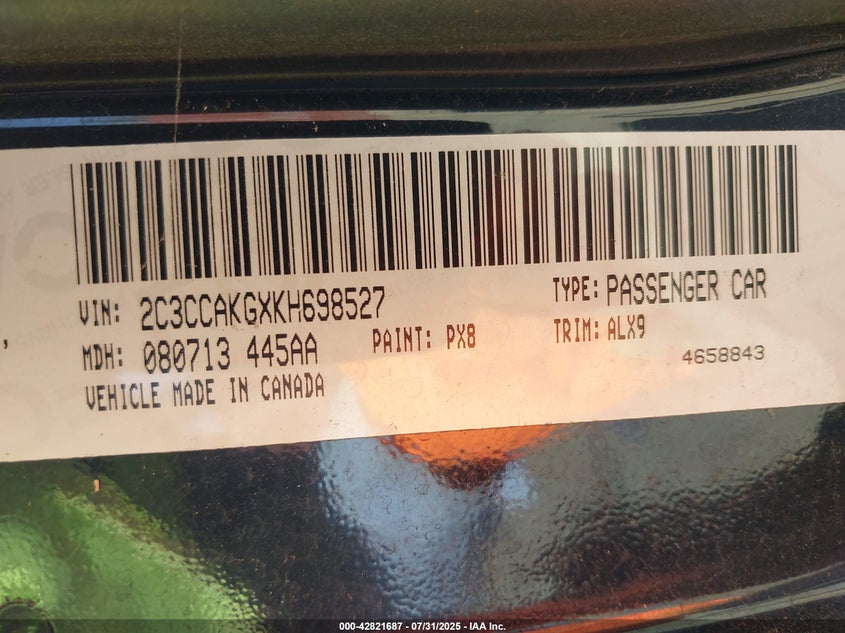 VIN: 2C3CCAKGXKH698527
TYPE: PASSENGER CAR
MDH: 080713 445AA
PAINT: PX8
TRIM: ALX9
VEHICLE MADE IN CANADA
4658843
000-42821687 - 07/31/2025 - IAA Inc.